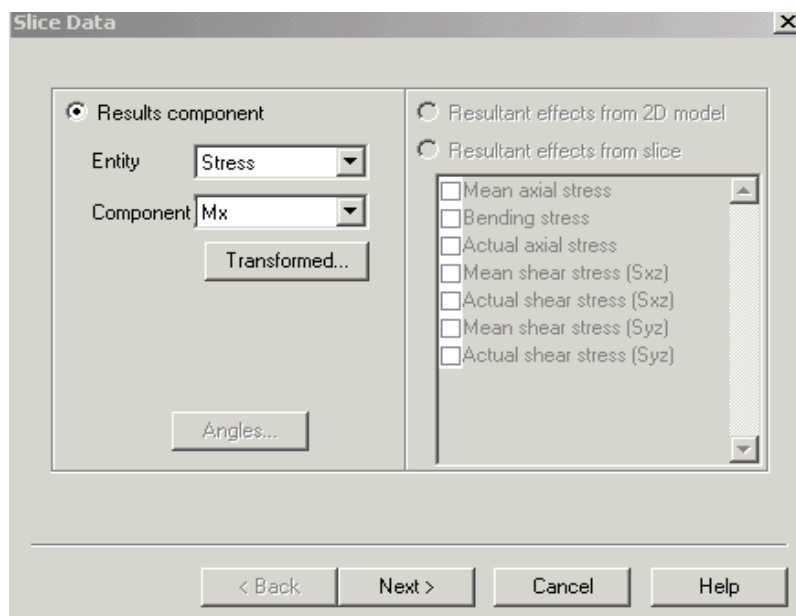 Slice Data
Results component
Entity Stress
Component Mx
Transformed...
Angles...
Resultant effects from 2D model
Resultant effects from slice
Mean axial stress
Bending stress
Actual axial stress
Mean shear stress (Sxz)
Actual shear stress (Sxz)
Mean shear stress (Syz)
Actual shear stress (Syz)
< Back Next > Cancel Help